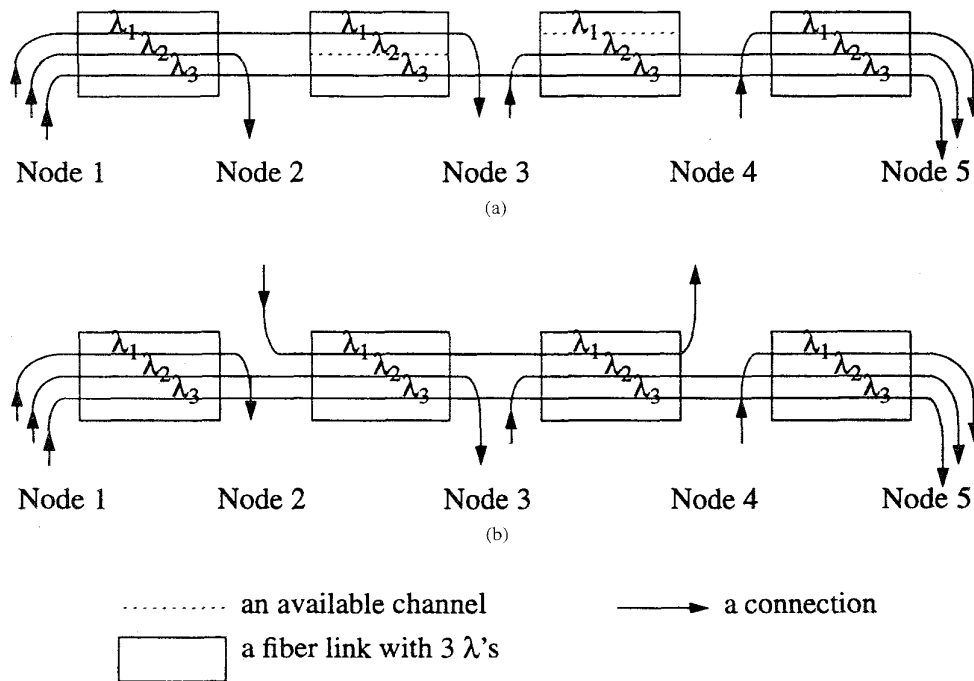 λ1 λ2 λ3 λ1 λ2 λ3 λ1 λ2 λ3 λ1 λ2 λ3
Node 1 Node 2 Node 3 Node 4 Node 5
(a)
λ1 λ2 λ3 λ1 λ2 λ3 λ1 λ2 λ3 λ1 λ2 λ3
Node 1 Node 2 Node 3 Node 4 Node 5
(b)
an available channel a connection
a fiber link with 3 λ's